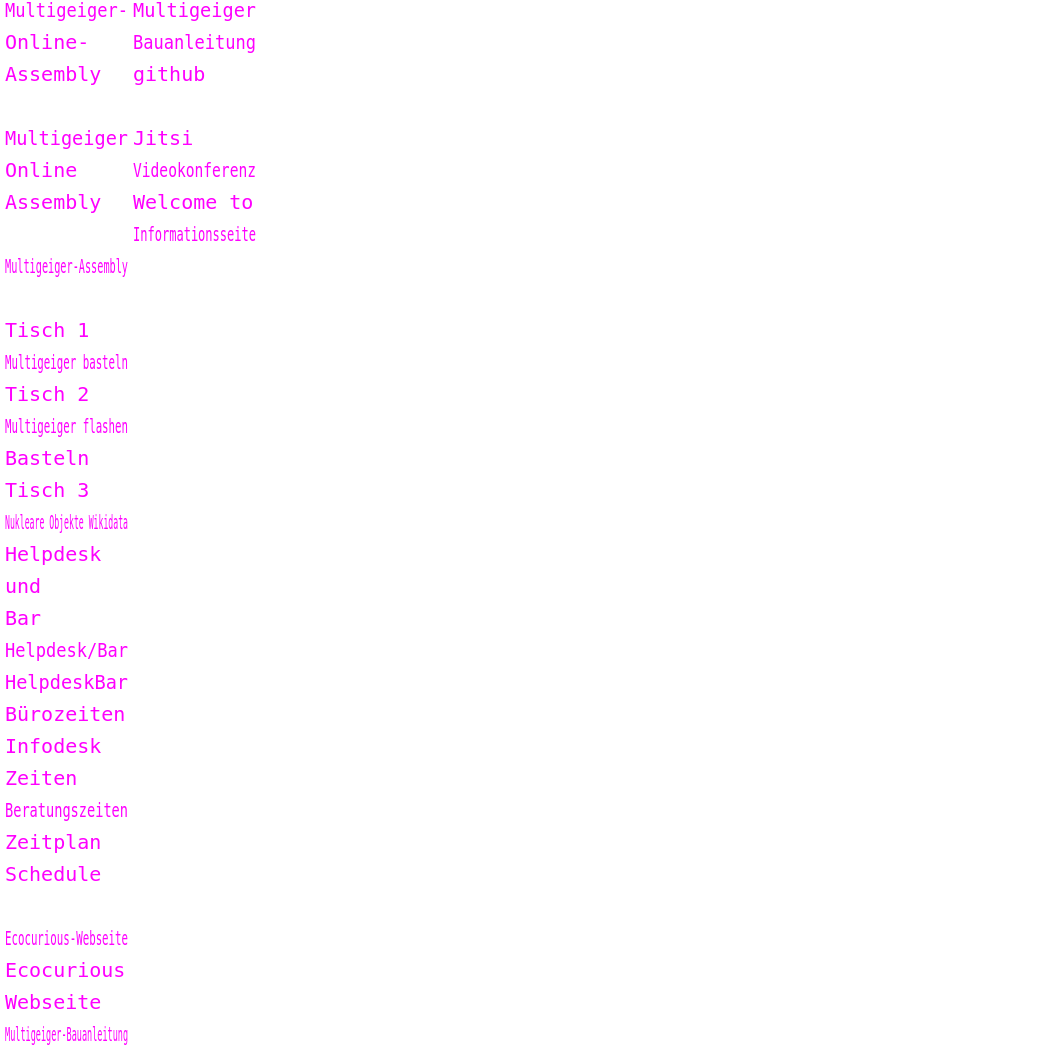 Multigeiger-
Online-
Assembly
Multigeiger
Online
Assembly
Multigeiger-Assembly
Tisch 1
Multigeiger basteln
Tisch 2
Multigeiger flashen
Basteln
Tisch 3
Nukleare Objekte Wikidata
Helpdesk
und
Bar
Helpdesk/Bar
HelpdeskBar
Bürozeiten
Infodesk
Zeiten
Beratungszeiten
Zeitplan
Schedule
Ecocurious-Webseite
Ecocurious
Webseite
Multigeiger-Bauanleitung
Multigeiger
Bauanleitung
github
Jitsi
Videokonferenz
Welcome to
Informationsseite